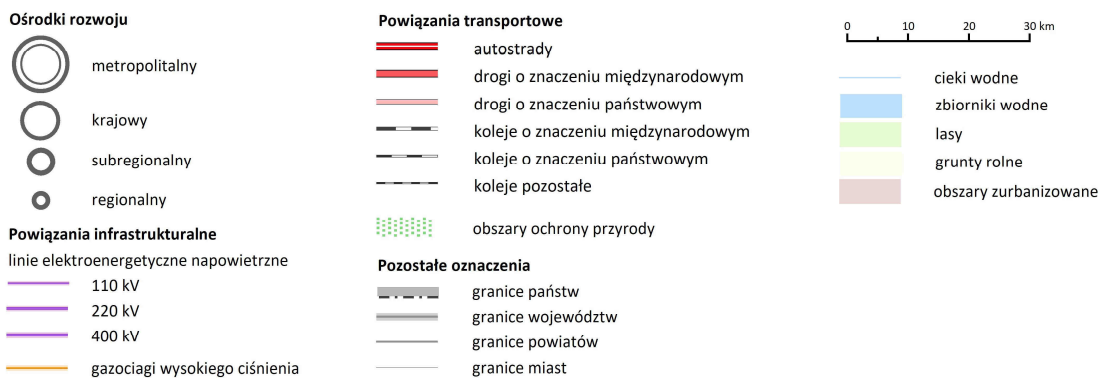 Ośrodki rozwoju
metropolitalny
krajowy
subregionalny
regionalny
Powiązania infrastrukturalne
linie elektroenergetyczne napowietrzne
110 kV
220 kV
400 kV
gazociągi wysokiego ciśnienia
Powiązania transportowe
autostrady
drogi o znaczeniu międzynarodowym
drogi o znaczeniu państwowym
koleje o znaczeniu międzynarodowym
koleje o znaczeniu państwowym
koleje pozostałe
obszary ochrony przyrody
Pozostałe oznaczenia
granice państw
granice województw
granice powiatów
granice miast
0 10 20 30 km
cieki wodne
zbiorniki wodne
lasy
grunty rolne
obszary zurbanizowane